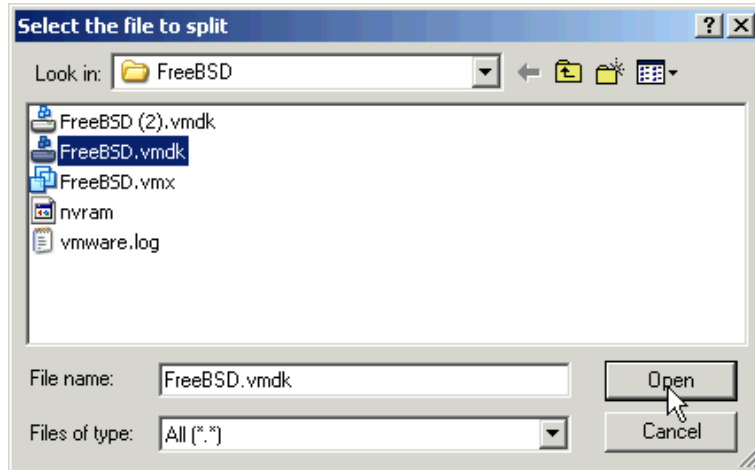 Select the file to split
Look in: FreeBSD
FreeBSD (2).vmdk
FreeBSD.vmdk
FreeBSD.vmx
nvram
vmware.log
File name: FreeBSD.vmdk Open
Files of type: All (*.*) Cancel